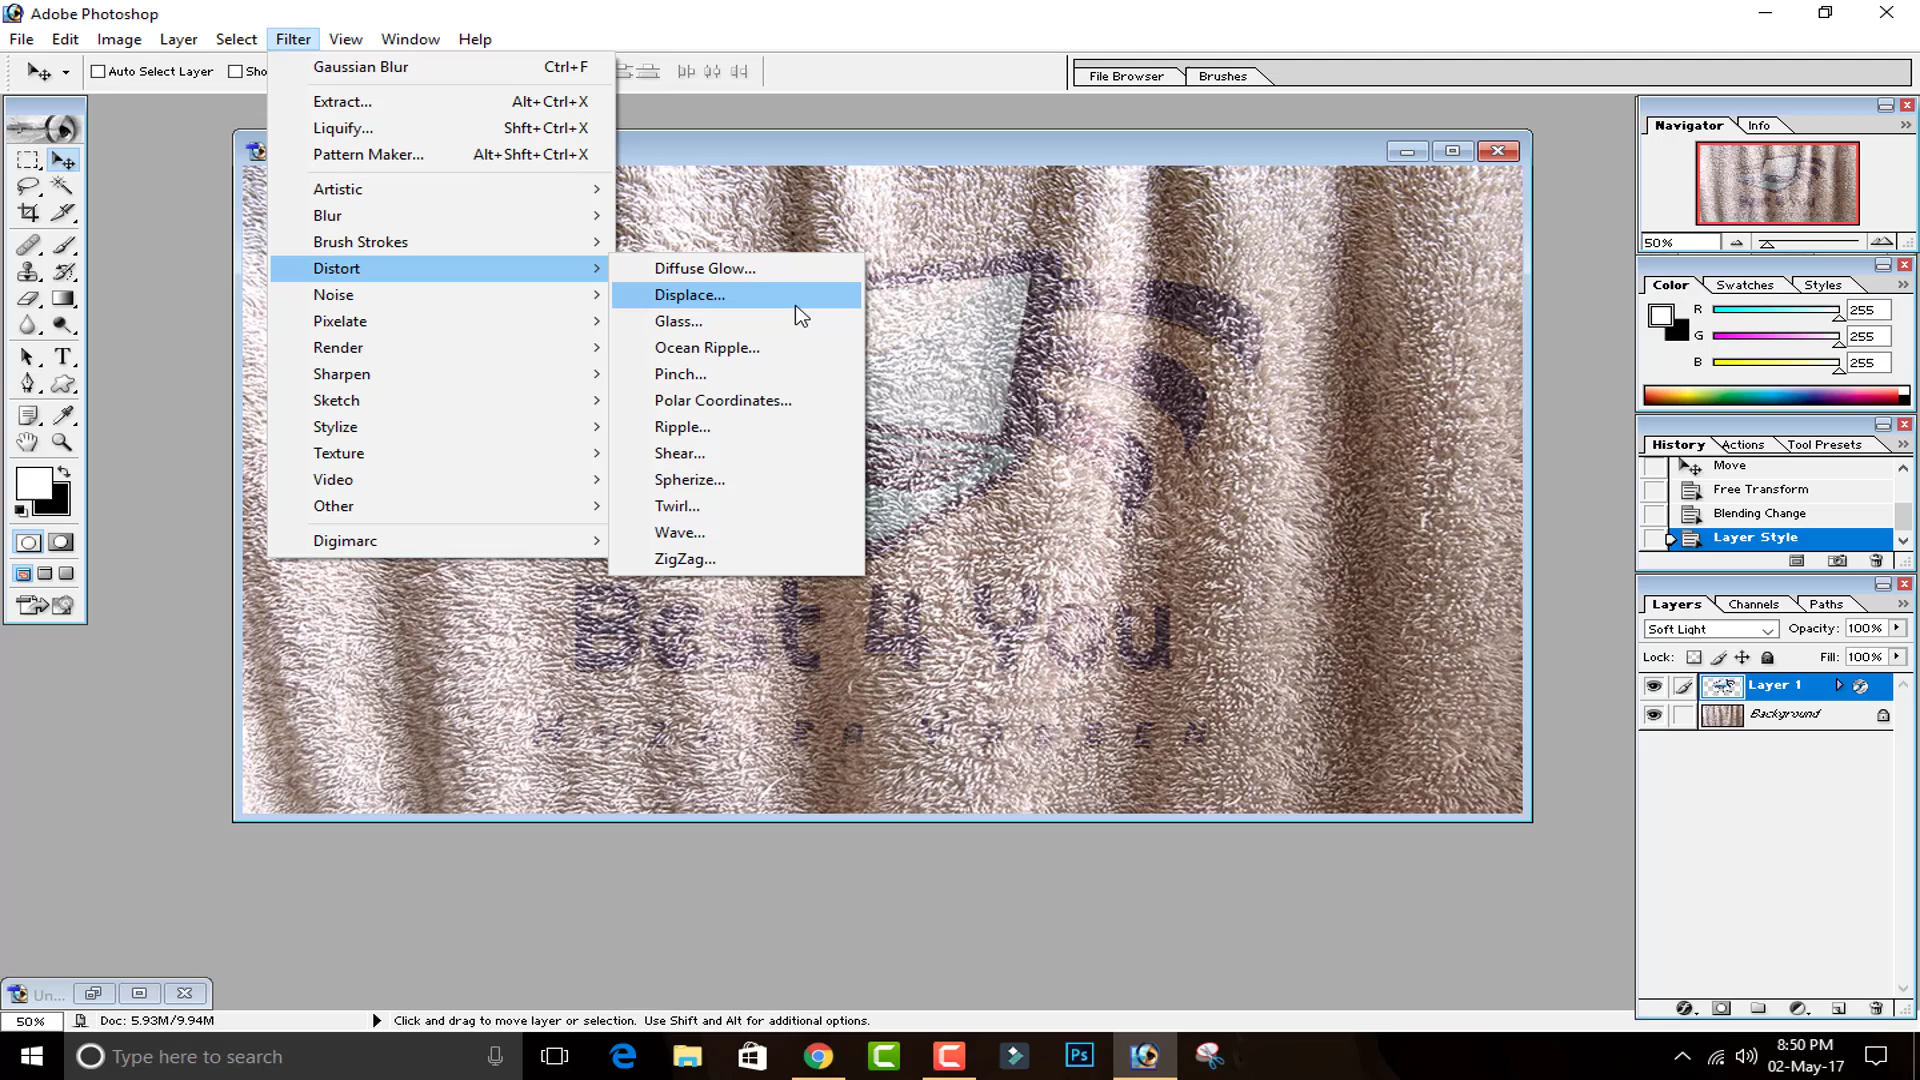 Adobe Photoshop
File Edit Image Layer Select Filter View Window Help
Auto Select Layer Sho
File Browser Brushes
Gaussian Blur Ctrl+F
Extract... Alt+Ctrl+X
Liquify... Shft+Ctrl+X
Pattern Maker... Alt+Shft+Ctrl+X
Artistic
Blur
Brush Strokes
Distort
Noise
Pixelate
Render
Sharpen
Sketch
Stylize
Texture
Video
Other
Digimarc
Diffuse Glow...
Displace...
Glass...
Ocean Ripple...
Pinch...
Polar Coordinates...
Ripple...
Shear...
Spherize...
Twirl...
Wave...
ZigZag...
Best 4 You
Navigator Info
50%
Color Swatches Styles
R 255
G 255
B 255
History Actions Tool Presets
Move
Free Transform
Blending Change
Layer Style
Layers Channels Paths
Soft Light Opacity: 100%
Lock: Fill: 100%
Layer 1
Background
Un...
50% Doc: 5.93M/9.94M Click and drag to move layer or selection. Use Shift and Alt for additional options.
Type here to search
Ps
8:50 PM
02-May-17